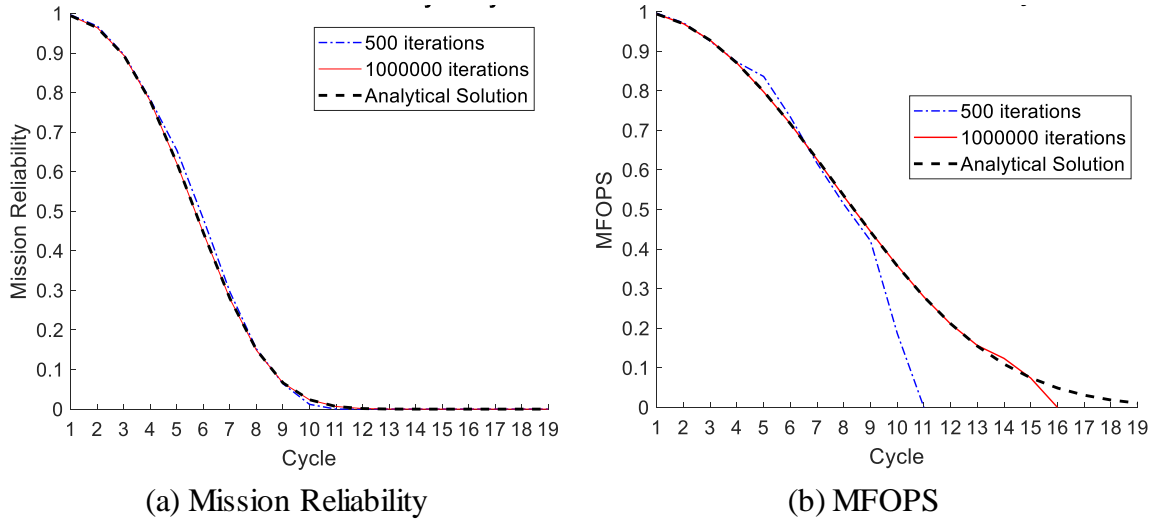 1
0.9
0.8
0.7
0.6
0.5
0.4
0.3
0.2
0.1
0
Mission Reliability
500 iterations
1000000 iterations
Analytical Solution
1 2 3 4 5 6 7 8 9 10 11 12 13 14 15 16 17 18 19
Cycle
(a) Mission Reliability
1
0.9
0.8
0.7
0.6
0.5
0.4
0.3
0.2
0.1
0
MFOPS
500 iterations
1000000 iterations
Analytical Solution
1 2 3 4 5 6 7 8 9 10 11 12 13 14 15 16 17 18 19
Cycle
(b) MFOPS